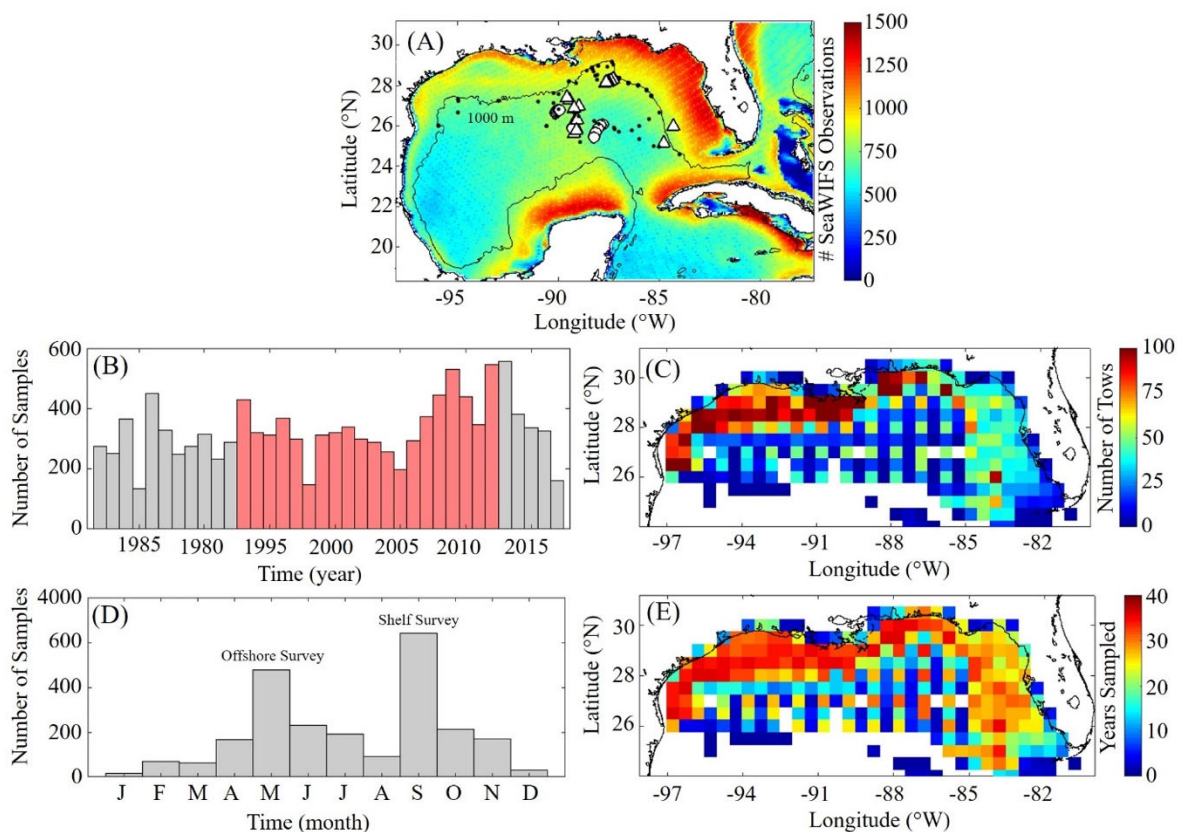 (A)
31
28
26
24
22
20
Latitude (°N)
1000 m
-95
-90
-85
-80
Longitude (°W)
1500
1250
1000
750
500
250
0
# SeaWIFS Observations
(B)
600
400
200
0
Number of Samples
1985
1980
1995
2000
2005
2010
2015
Time (year)
(C)
30
28
26
Latitude (°N)
-97
-94
-91
-88
-85
-82
Longitude (°W)
100
75
50
25
0
Number of Tows
(D)
4000
600
400
200
0
Number of Samples
Offshore Survey
Shelf Survey
J F M A M J J A S O N D
Time (month)
(E)
30
28
26
Latitude (°N)
-97
-94
-91
-88
-85
-82
Longitude (°W)
40
30
20
10
0
Years Sampled